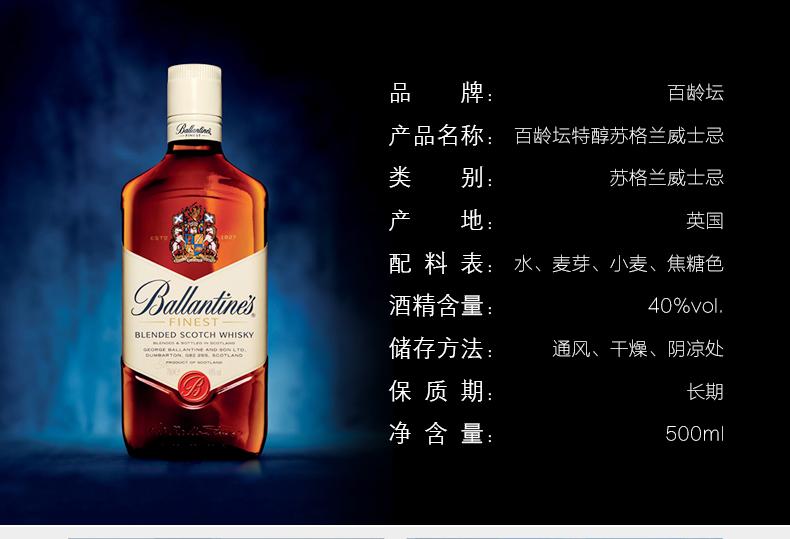 Ballantine's
FINEST
ESTD 1827
Ballantine's
FINEST
BLENDED SCOTCH WHISKY
BLENDED & BOTTLED IN SCOTLAND
GEORGE BALLANTINE AND SON LTD,
DUMBARTON, G82 2SS, SCOTLAND
PRODUCT OF SCOTLAND
B
品牌： 百龄坛
产品名称： 百龄坛特醇苏格兰威士忌
类别： 苏格兰威士忌
产地： 英国
配料表： 水、麦芽、小麦、焦糖色
酒精含量： 40%vol.
储存方法： 通风、干燥、阴凉处
保质期： 长期
净含量： 500ml